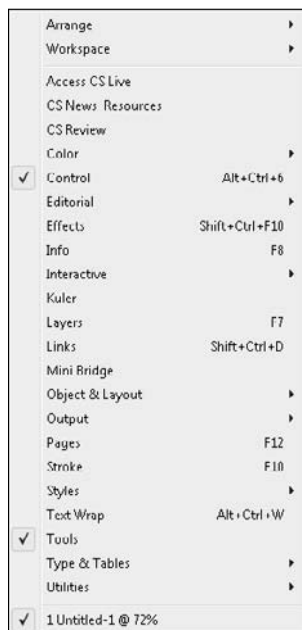 Arrange
Workspace
Access CS Live
CS News Resources
CS Review
Color
Control Alt+Ctrl+6
Editorial
Effects Shift+Ctrl+F10
Info F8
Interactive
Kuler
Layers F7
Links Shift+Ctrl+D
Mini Bridge
Object & Layout
Output
Pages F12
Stroke F10
Styles
Text Wrap Alt+Ctrl+W
Tools
Type & Tables
Utilities
1 Untitled-1 @ 72%